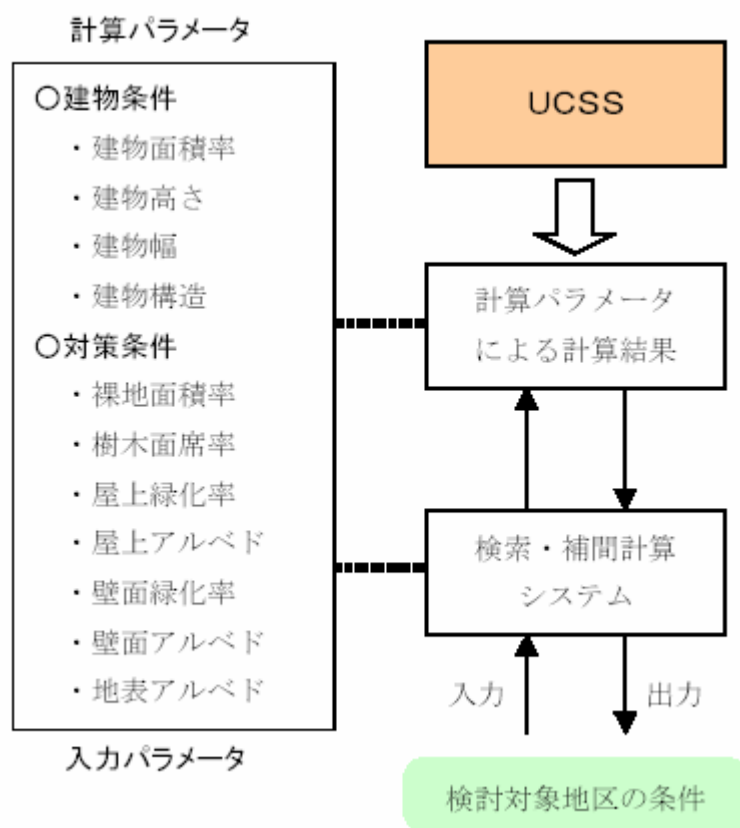 計算パラメータ
〇建物条件
・建物面積率
・建物高さ
・建物幅
・建物構造
〇対策条件
・裸地面積率
・樹木面席率
・屋上緑化率
・屋上アルベド
・壁面緑化率
・壁面アルベド
・地表アルベド
入力パラメータ
UCSS
計算パラメータ
による計算結果
検索・補間計算
システム
入力
出力
検討対象地区の条件